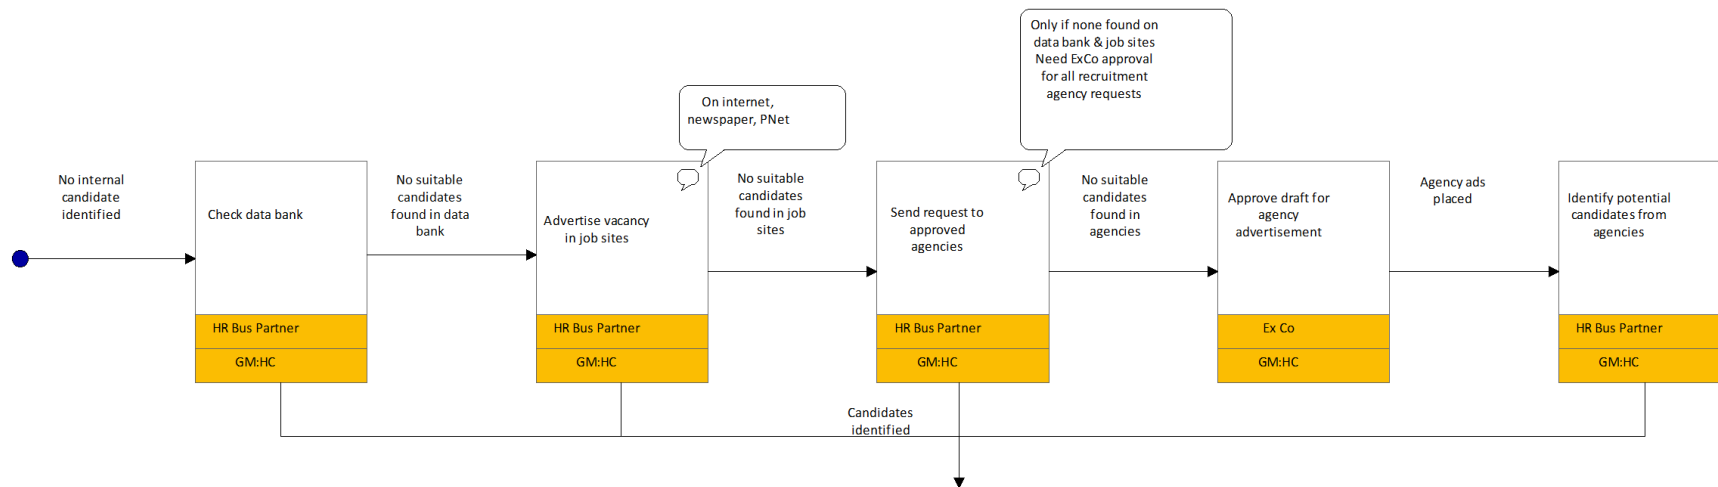 Only if none found on
data bank & job sites
Need ExCo approval
for all recruitment
agency requests
On internet,
newspaper, PNet
No internal
candidate
identified
Check data bank
HR Bus Partner
GM:HC
No suitable
candidates
found in data
bank
Advertise vacancy
in job sites
HR Bus Partner
GM:HC
No suitable
candidates
found in job
sites
Send request to
approved
agencies
HR Bus Partner
GM:HC
No suitable
candidates
found in
agencies
Approve draft for
agency
advertisement
Ex Co
GM:HC
Agency ads
placed
Identify potential
candidates from
agencies
HR Bus Partner
GM:HC
Candidates
identified